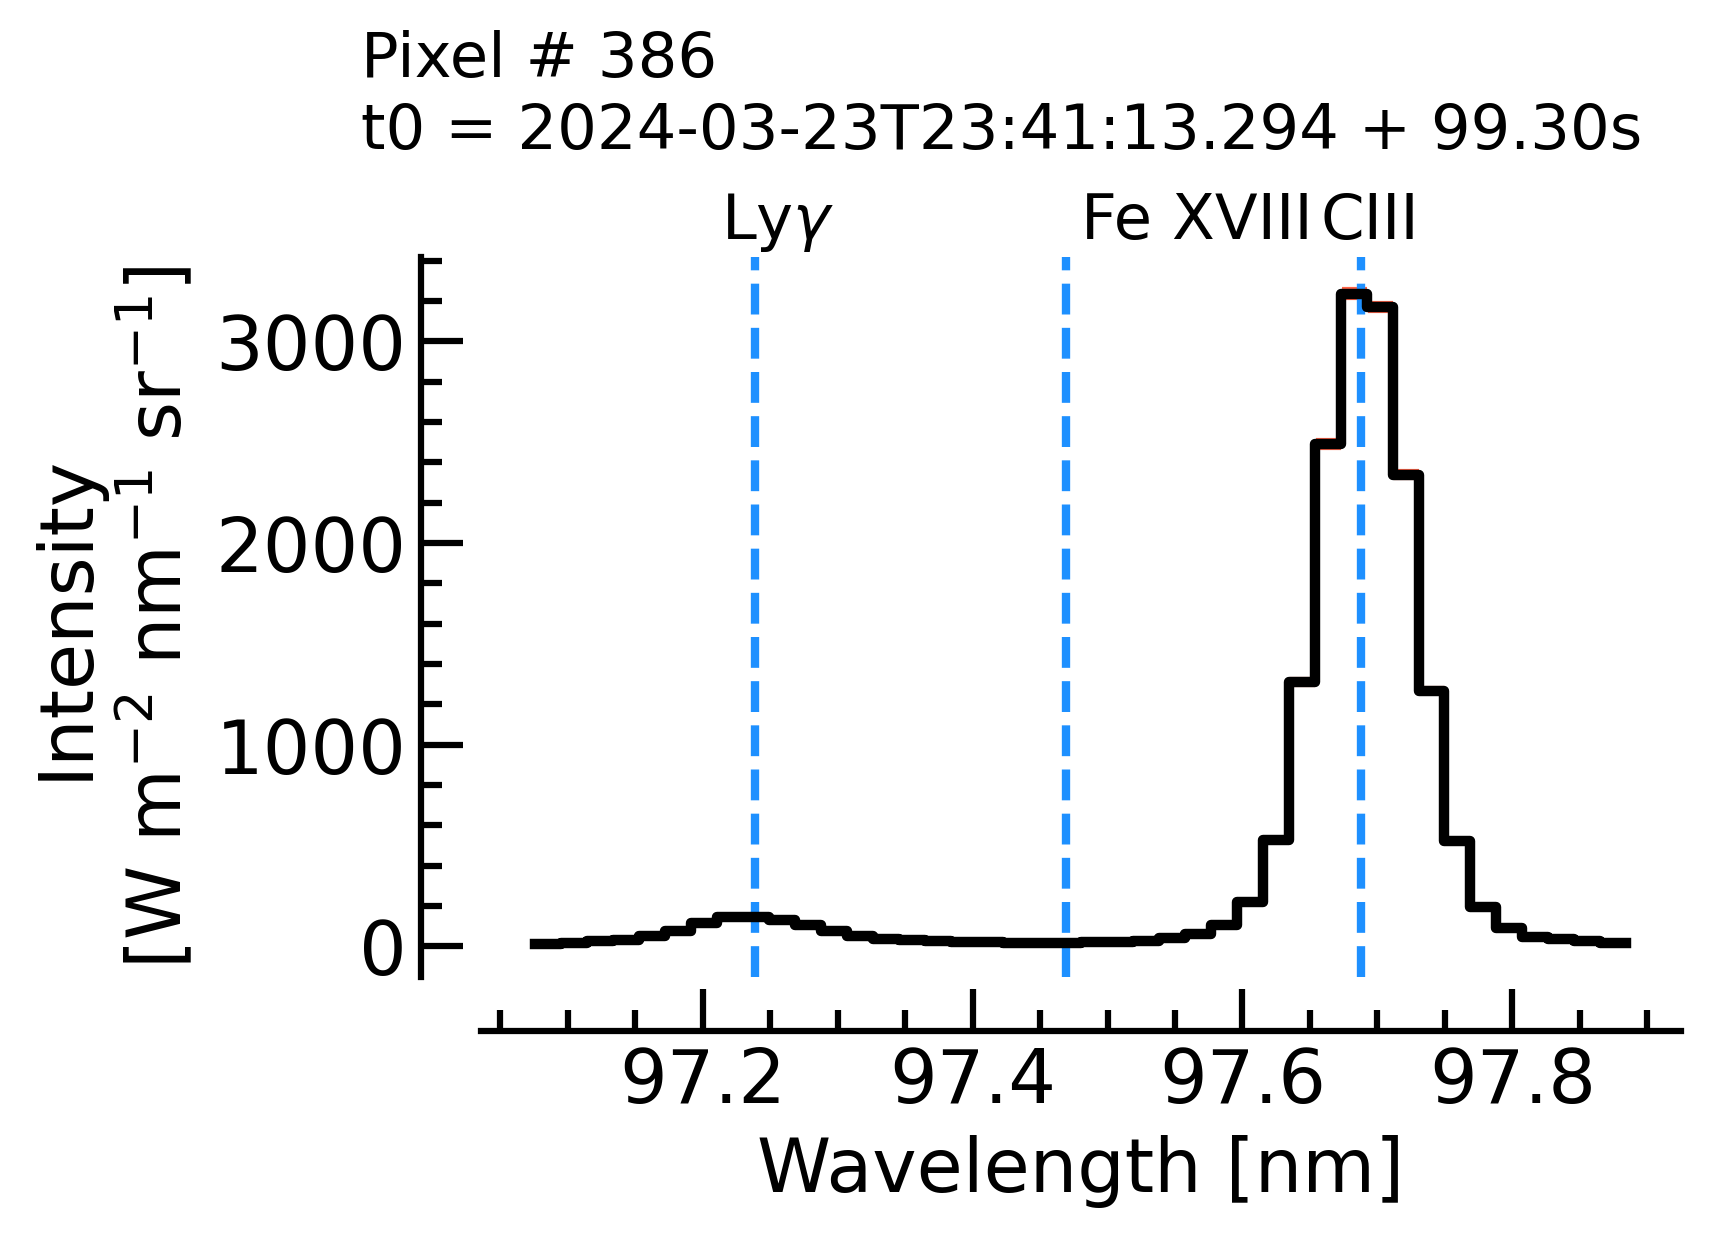 Pixel # 386
t0 = 2024-03-23T23:41:13.294 + 99.30s
Lyγ Fe XVIII CIII
Intensity
[W m⁻² nm⁻¹ sr⁻¹]
3000
2000
1000
0
97.2 97.4 97.6 97.8
Wavelength [nm]